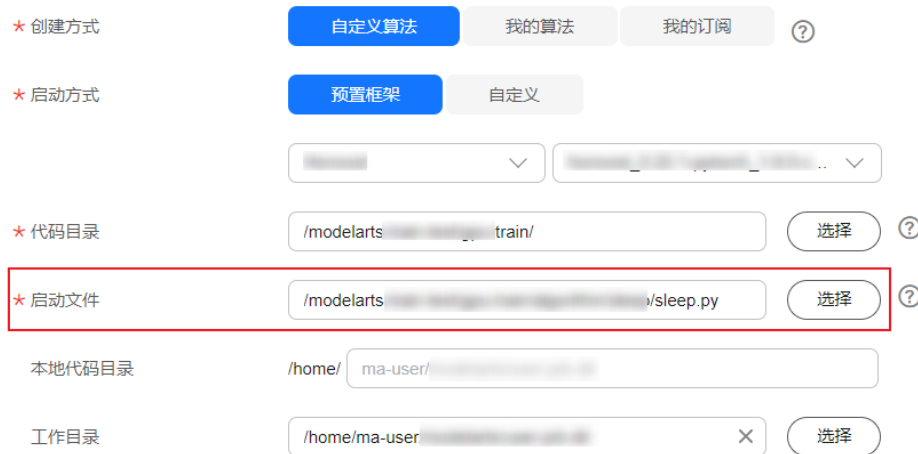 * 创建方式 自定义算法 我的算法 我的订阅 ?
* 启动方式 预置框架 自定义
* 代码目录 /modelarts train/ 选择 ?
* 启动文件 /modelarts /sleep.py 选择 ?
本地代码目录 /home/ ma-user/
工作目录 /home/ma-user × 选择